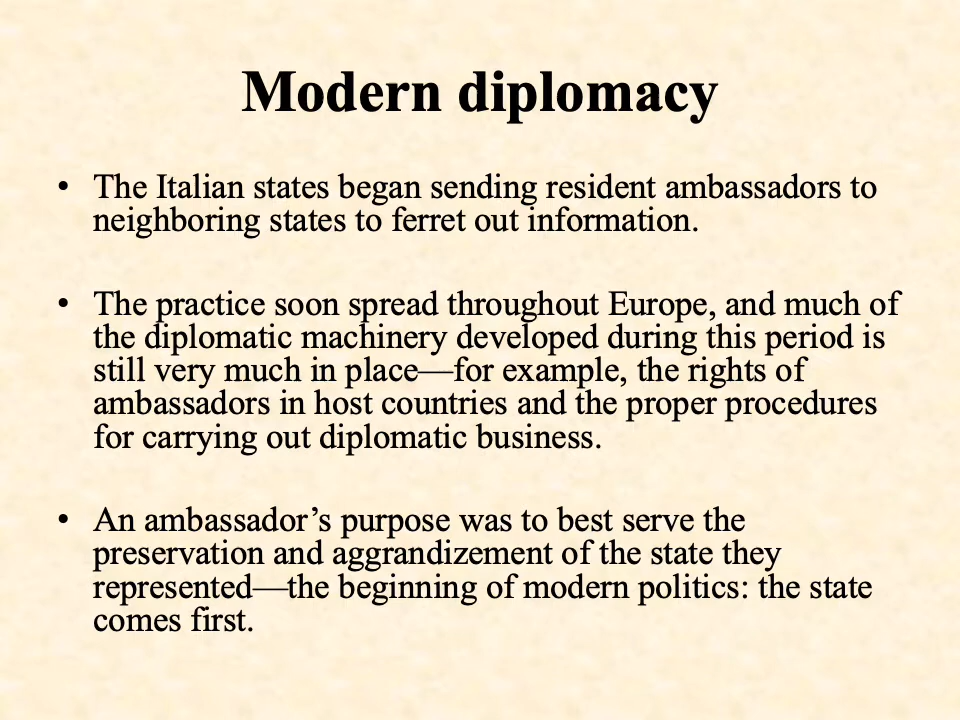 Modern diplomacy
• The Italian states began sending resident ambassadors to
neighboring states to ferret out information.
• The practice soon spread throughout Europe, and much of
the diplomatic machinery developed during this period is
still very much in place—for example, the rights of
ambassadors in host countries and the proper procedures
for carrying out diplomatic business.
• An ambassador’s purpose was to best serve the
preservation and aggrandizement of the state they
represented—the beginning of modern politics: the state
comes first.